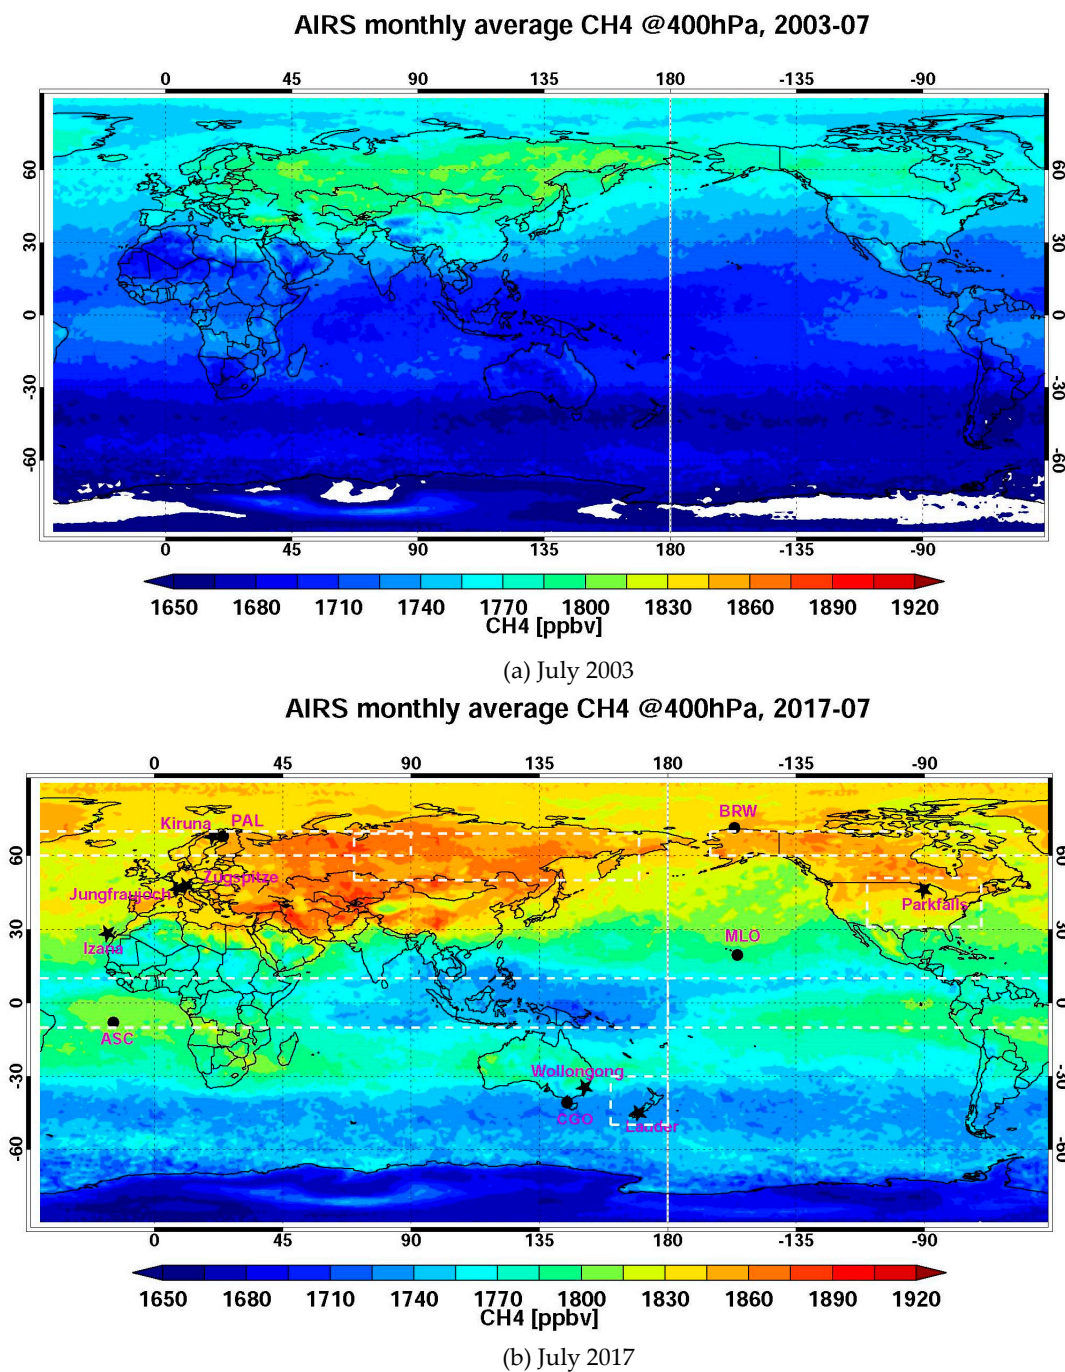 AIRS monthly average CH4 @400hPa, 2003-07
0 45 90 135 180 -135 -90
60 60
30 30
0 0
-30 -30
-60 -60
0 45 90 135 180 -135 -90
1650 1680 1710 1740 1770 1800 1830 1860 1890 1920
CH4 [ppbv]
(a) July 2003
AIRS monthly average CH4 @400hPa, 2017-07
0 45 90 135 180 -135 -90
Kiruna PAL BRW
60 60
Zugspitze
Jungfraujoch Parkfalls
30 30
Izana MLO
0 0
ASC
-30 -30
Wollongong
CGO Lauder
-60 -60
0 45 90 135 180 -135 -90
1650 1680 1710 1740 1770 1800 1830 1860 1890 1920
CH4 [ppbv]
(b) July 2017